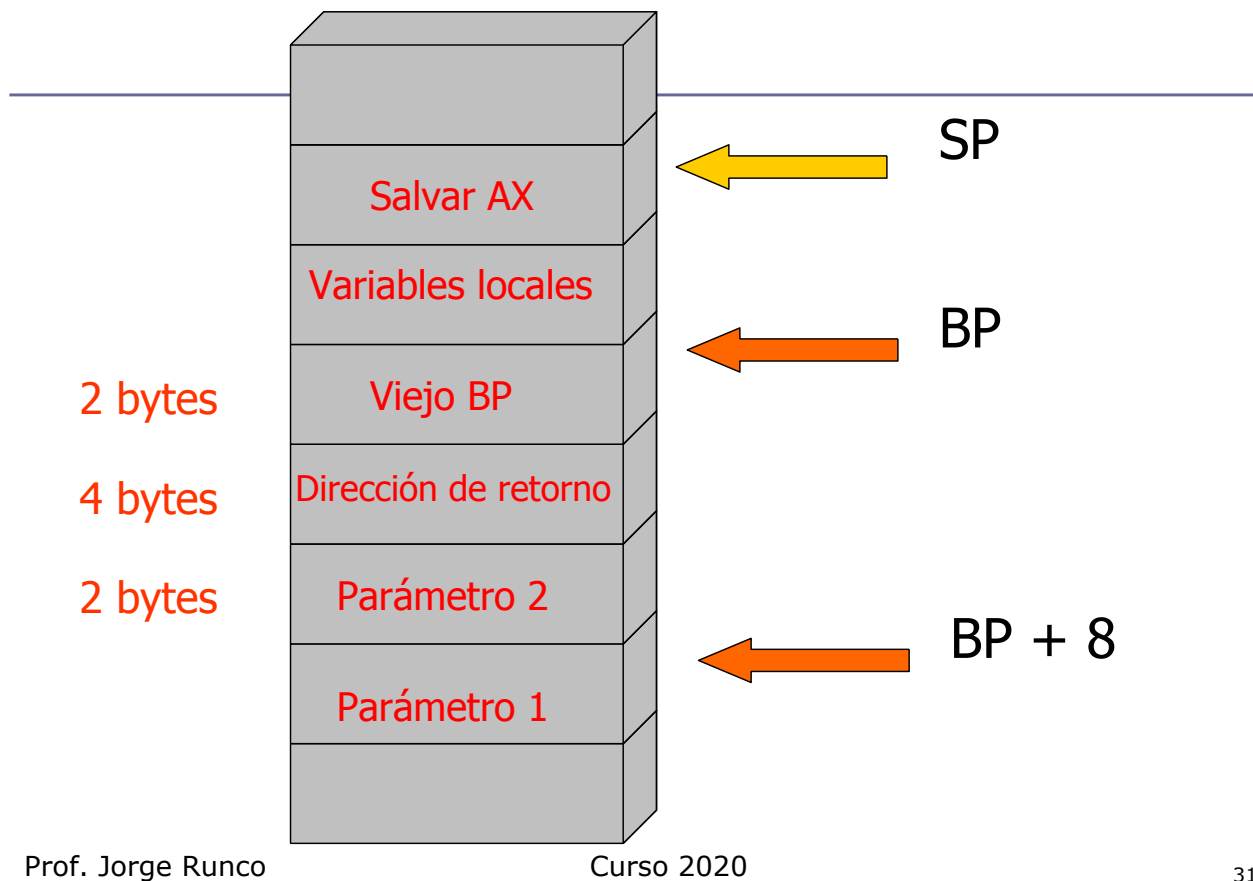 SP
Salvar AX
Variables locales
BP
2 bytes
Viejo BP
4 bytes
Dirección de retorno
2 bytes
Parámetro 2
BP + 8
Parámetro 1
Prof. Jorge Runco
Curso 2020
31